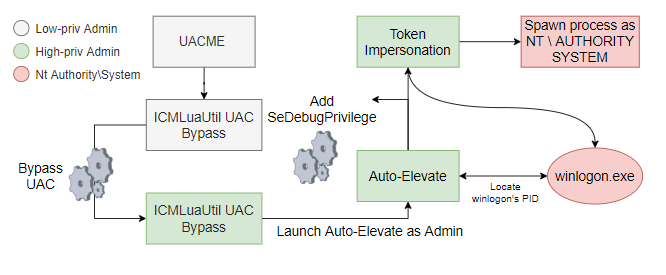 Low-priv Admin
High-priv Admin
Nt Authority\System
UACME
Token
Impersonation
Spawn process as
NT \ AUTHORITY
SYSTEM
ICMLuaUtil UAC
Bypass
Add
SeDebugPrivilege
Bypass
UAC
Auto-Elevate
Locate
winlogon's PID
winlogon.exe
ICMLuaUtil UAC
Bypass
Launch Auto-Elevate as Admin